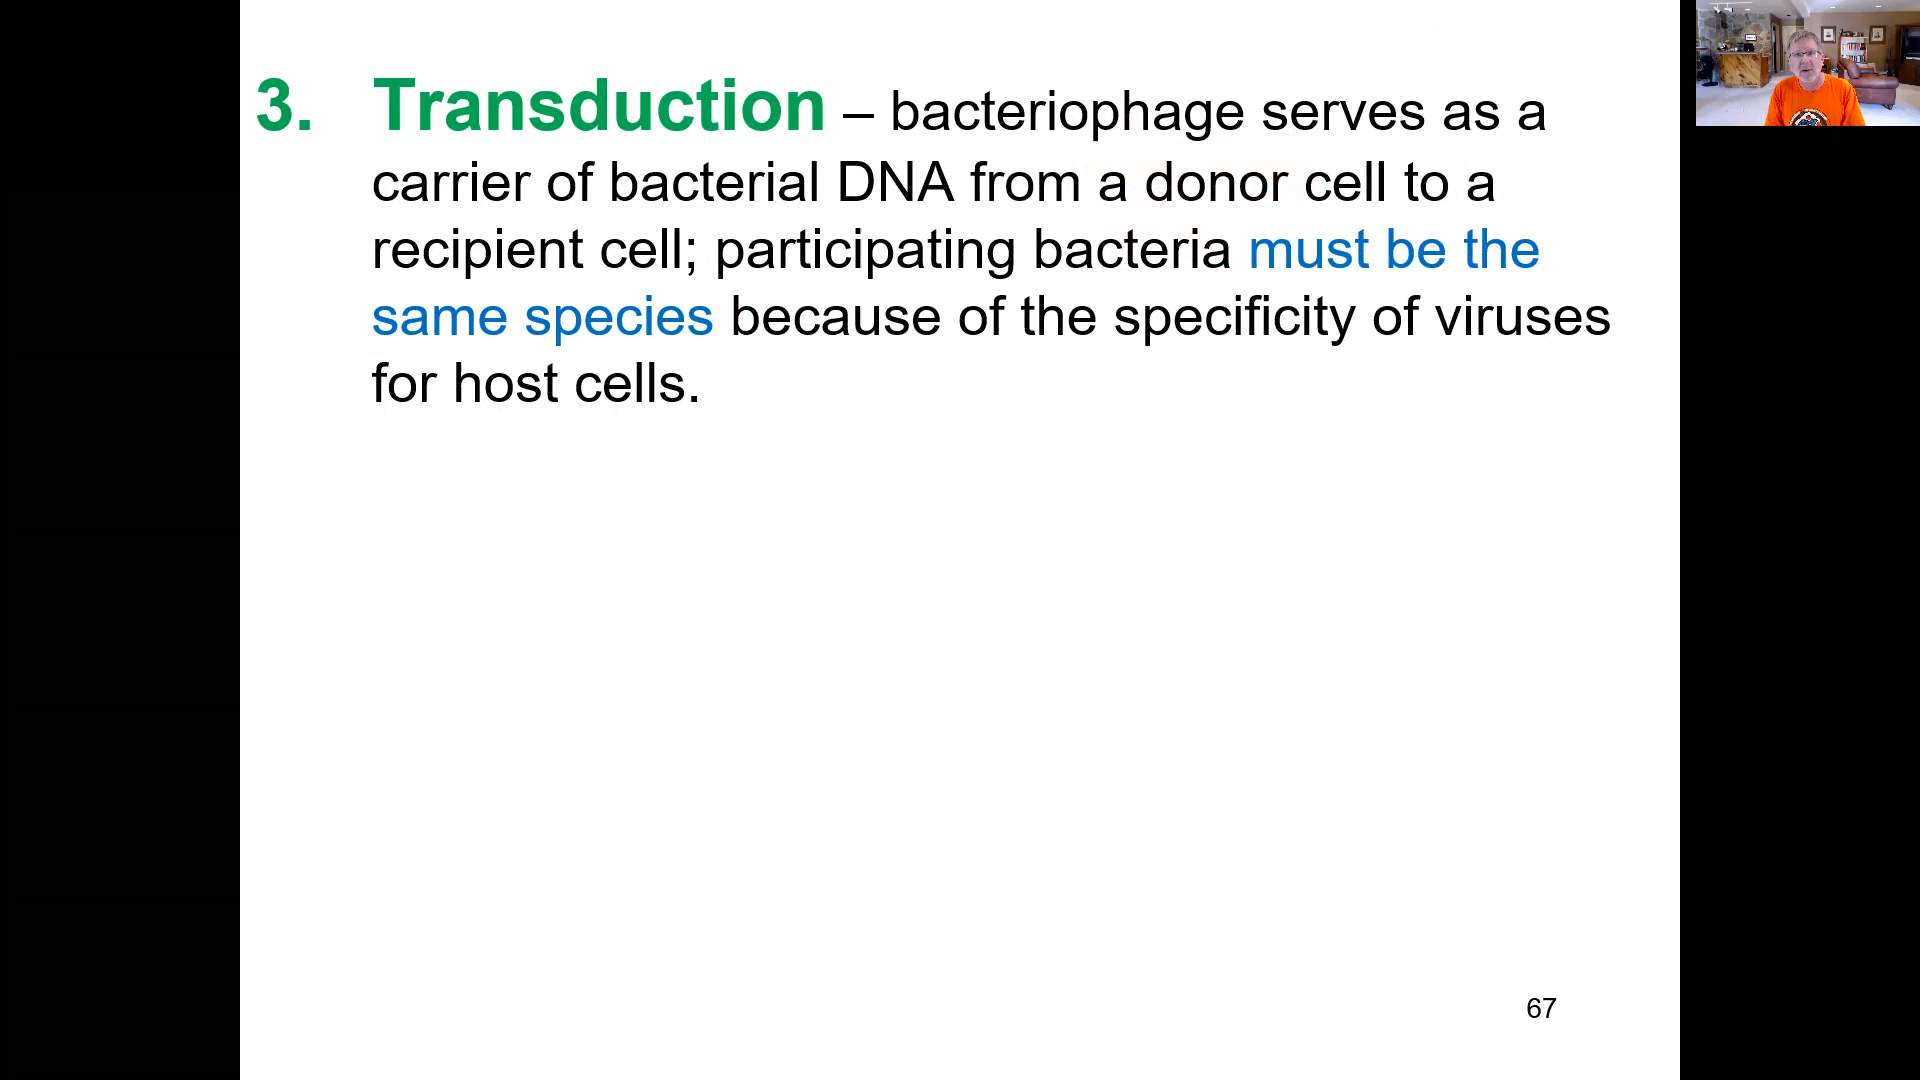 3. Transduction – bacteriophage serves as a
carrier of bacterial DNA from a donor cell to a
recipient cell; participating bacteria must be the
same species because of the specificity of viruses
for host cells.
67